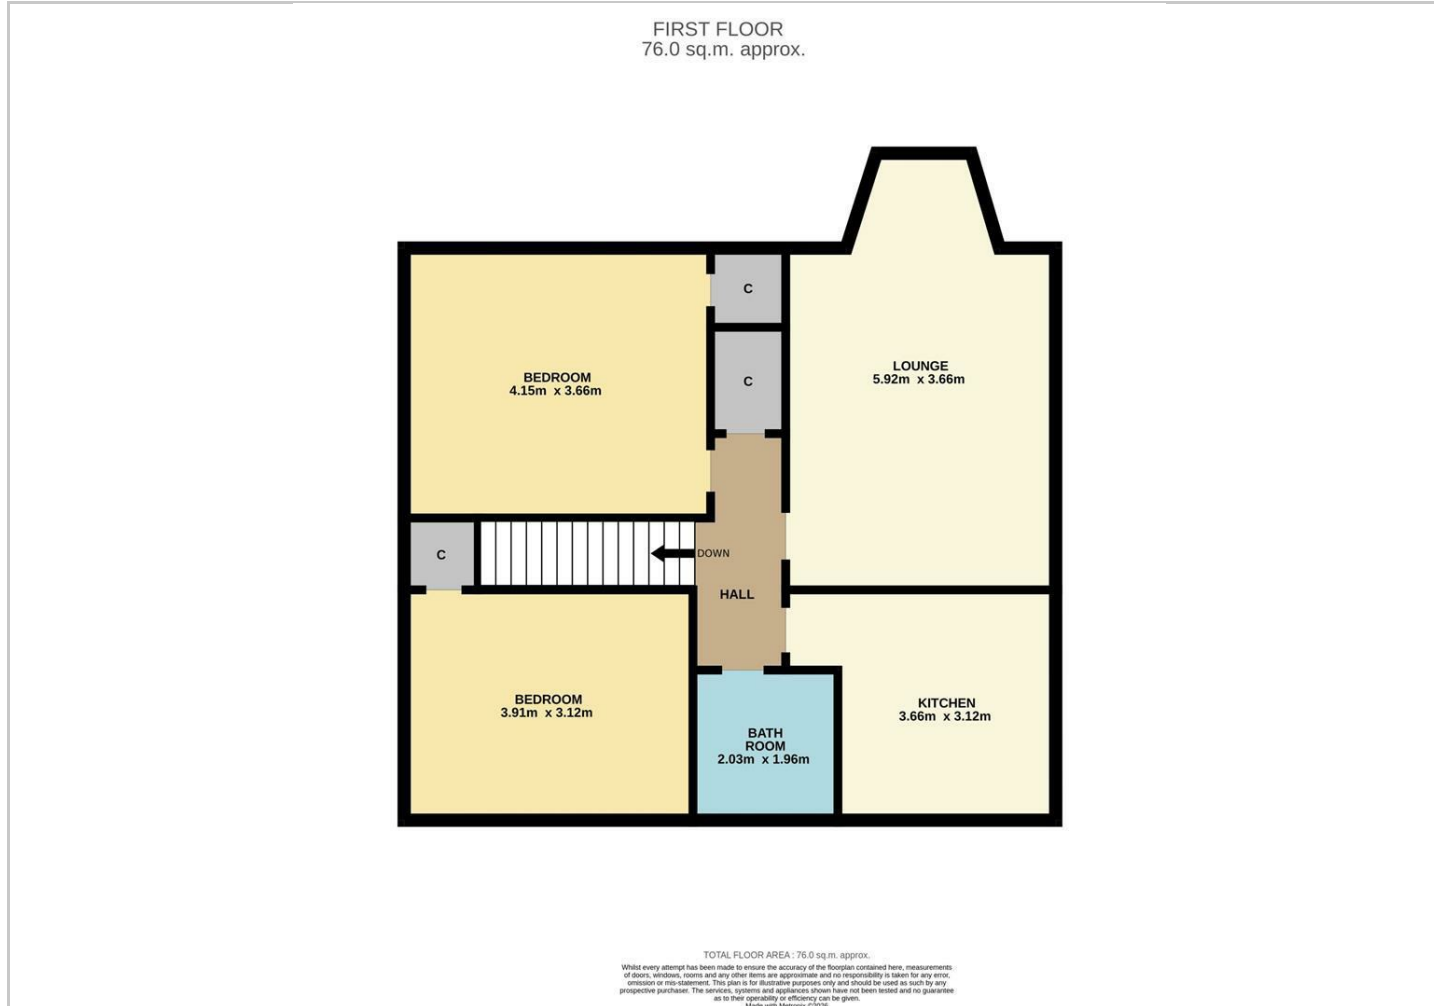 FIRST FLOOR
76.0 sq.m. approx.
C
C
BEDROOM
4.15m x 3.66m
LOUNGE
5.92m x 3.66m
C
DOWN
HALL
BEDROOM
3.91m x 3.12m
BATH
ROOM
2.03m x 1.96m
KITCHEN
3.66m x 3.12m
TOTAL FLOOR AREA : 76.0 sq.m. approx.
Whilst every attempt has been made to ensure the accuracy of the floorplan contained here, measurements
of doors, windows, rooms and any other items are approximate and no responsibility is taken for any error,
omission or mis-statement. This plan is for illustrative purposes only and should be used as such by any
prospective purchaser. The services, systems and appliances shown have not been tested and no guarantee
as to their operability or efficiency can be given.
Made with Metropix